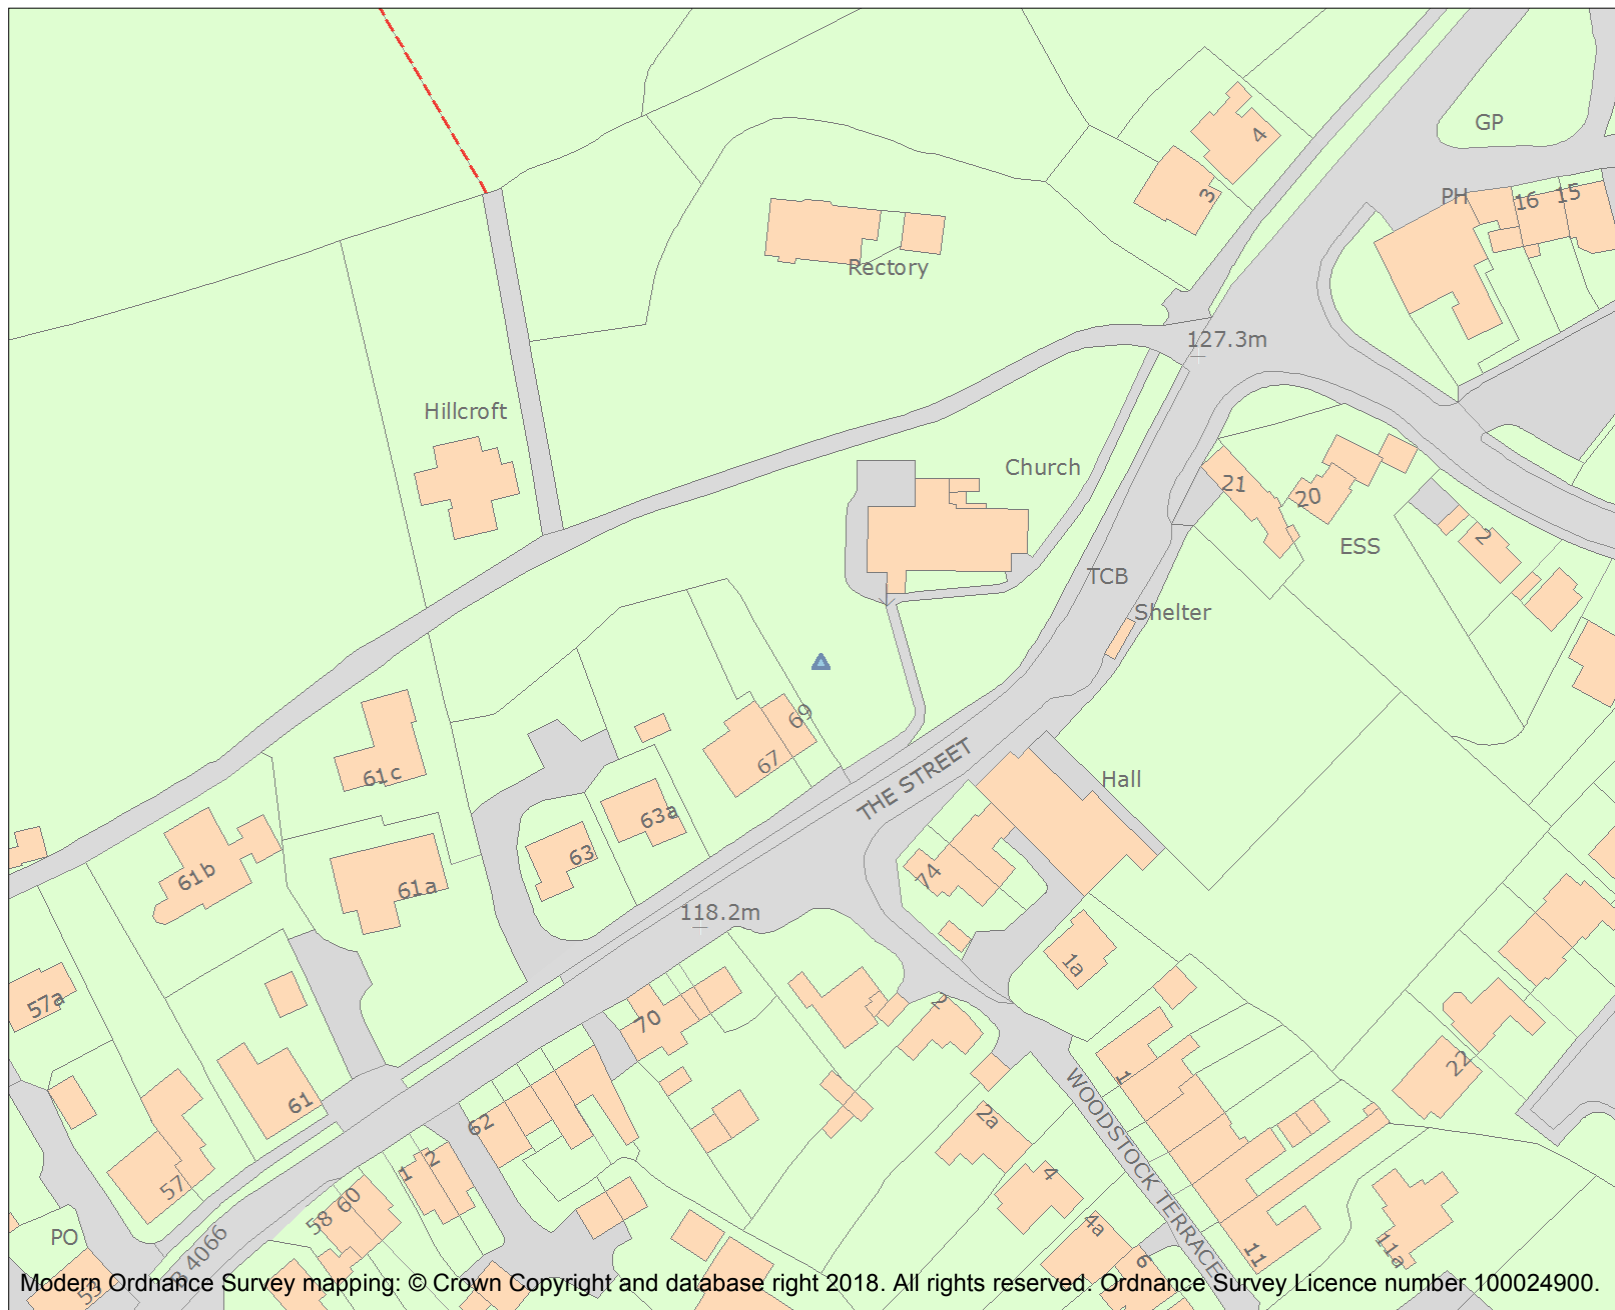 GP
4
3
PH
16
15
Rectory
127.3m
Hillcroft
Church
21
20
2
ESS
TCB
Shelter
69
67
61c
THE STREET
Hall
63a
63
61b
61a
74
118.2m
1a
57a
70
2
22
61
1
62
WOODSTOCK TERRACE
2a
1
2
4
57
58
60
4a
PO
B 4066
6
11
11a
53
Modern Ordnance Survey mapping: © Crown Copyright and database right 2018. All rights reserved. Ordnance Survey Licence number 100024900.